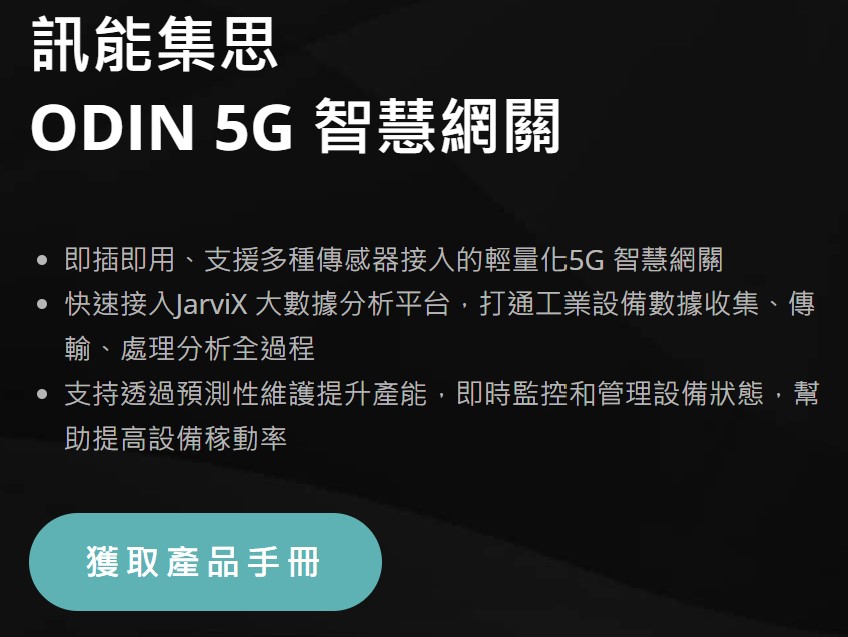 訊能集思
ODIN 5G 智慧網關
• 即插即用、支援多種傳感器接入的輕量化5G 智慧網關
• 快速接入JarviX 大數據分析平台，打通工業設備數據收集、傳
輸、處理分析全過程
• 支持透過預測性維護提升產能，即時監控和管理設備狀態，幫
助提高設備稼動率
獲取產品手冊